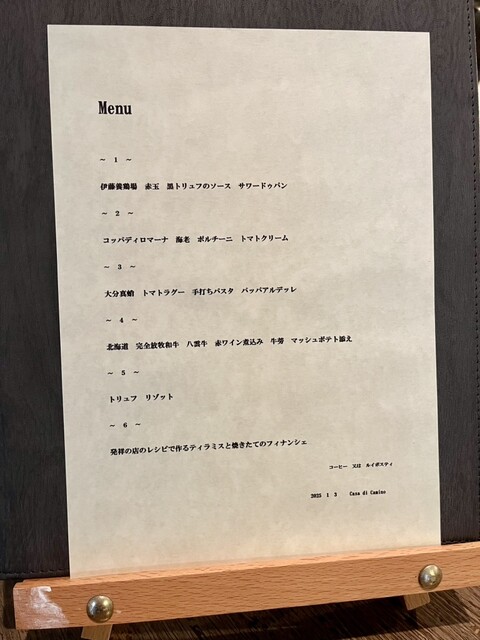 Menu
～ 1 ～
伊藤養鶏場 赤玉 黒トリュフのソース サワードゥパン
～ 2 ～
コッパディロマーナ 海老 ポルチーニ トマトクリーム
～ 3 ～
大分真蛸 トマトラグー 手打ちパスタ パッパアルデッレ
～ 4 ～
北海道 完全放牧和牛 八雲牛 赤ワイン煮込み 牛蒡 マッシュポテト添え
～ 5 ～
トリュフ リゾット
～ 6 ～
発祥の店のレシピで作るティラミスと焼きたてのフィナンシェ
コーヒー 又は ルイボスティ
2025 1 3 Casa di Camino